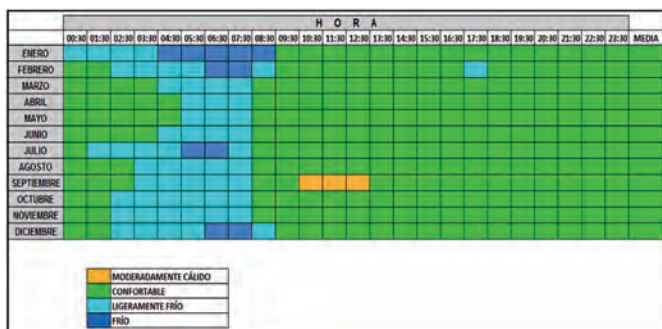 H O R A
00:30 01:30 02:30 03:30 04:30 05:30 06:30 07:30 08:30 09:30 10:30 11:30 12:30 13:30 14:30 15:30 16:30 17:30 18:30 19:30 20:30 21:30 22:30 23:30 MEDIA
ENERO
FEBRERO
MARZO
ABRIL
MAYO
JUNIO
JULIO
AGOSTO
SEPTIEMBRE
OCTUBRE
NOVIEMBRE
DICIEMBRE
MODERADAMENTE CÁLIDO
CONFORTABLE
LIGERAMENTE FRÍO
FRÍO